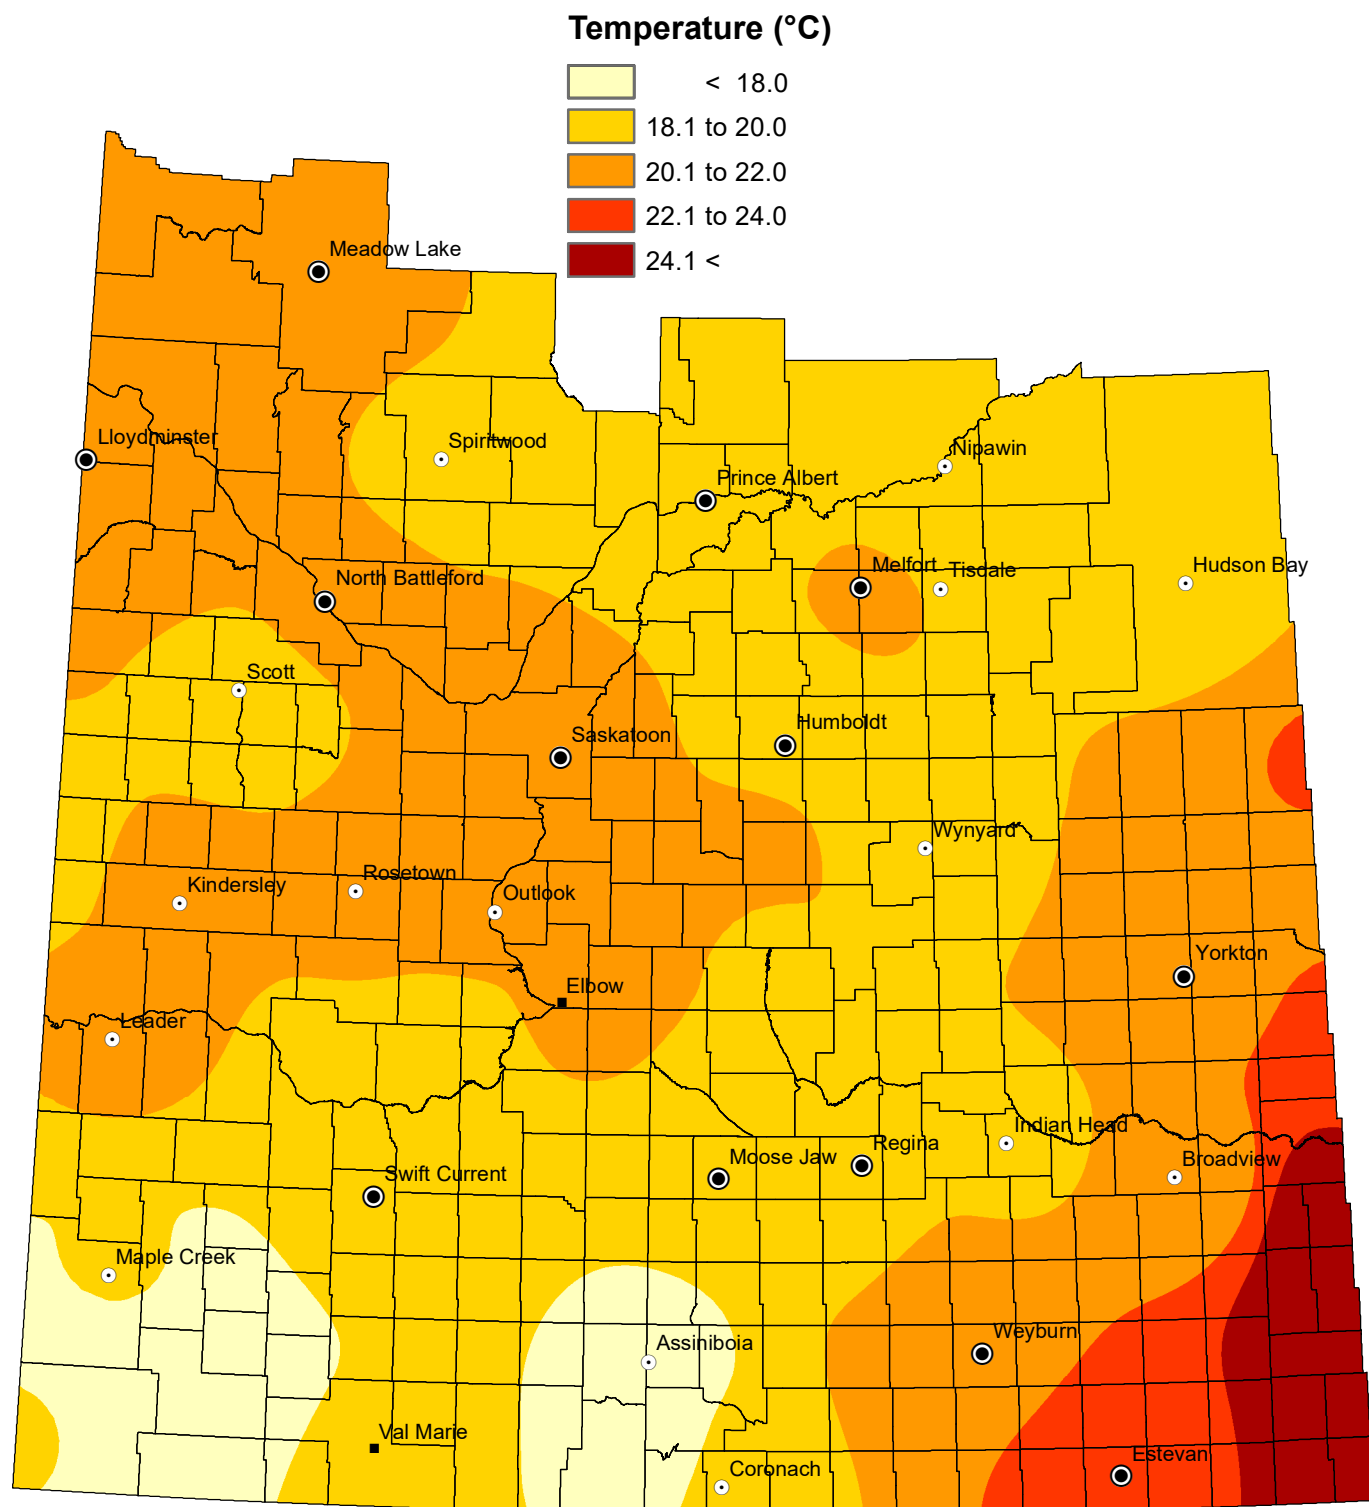 Temperature (°C)
< 18.0
18.1 to 20.0
20.1 to 22.0
22.1 to 24.0
24.1 <
Meadow Lake
Lloydminster
Spiritwood
Nipawin
Prince Albert
Melfort
Tisdale
Hudson Bay
North Battleford
Scott
Saskatoon
Humboldt
Wynyard
Kindersley
Rosetown
Outlook
Yorkton
Elbow
Leader
Indian Head
Regina
Moose Jaw
Broadview
Swift Current
Maple Creek
Assiniboia
Weyburn
Val Marie
Coronach
Estevan